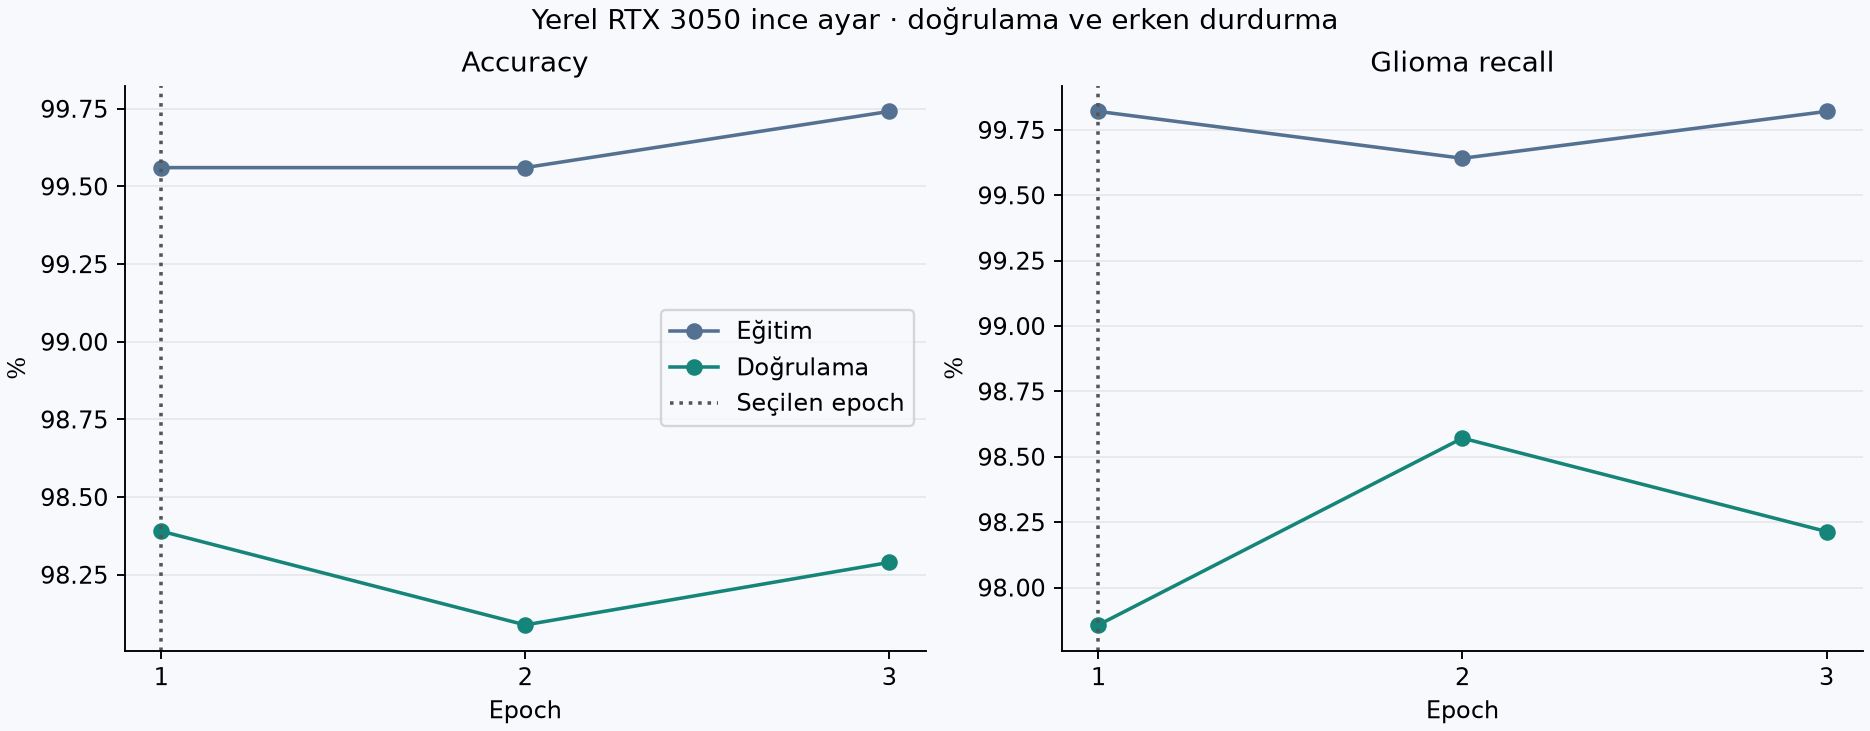 Yerel RTX 3050 ince ayar · doğrulama ve erken durdurma
Accuracy
99.75
99.50
99.25
99.00
98.75
98.50
98.25
%
1
2
3
Epoch
Eğitim
Doğrulama
Seçilen epoch
Glioma recall
99.75
99.50
99.25
99.00
98.75
98.50
98.25
98.00
%
1
2
3
Epoch